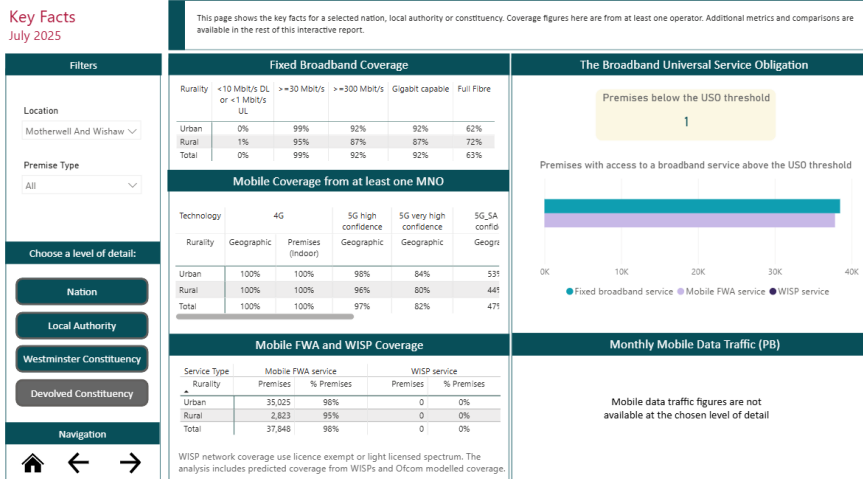 Key Facts
July 2025
This page shows the key facts for a selected nation, local authority or constituency. Coverage figures here are from at least one operator. Additional metrics and comparisons are
available in the rest of this interactive report.
Filters
Location
Motherwell And Wishaw
Premise Type
All
Choose a level of detail:
Nation
Local Authority
Westminster Constituency
Devolved Constituency
Navigation
Fixed Broadband Coverage
Rurality <10 Mbit/s DL >=30 Mbit/s >=300 Mbit/s Gigabit capable Full Fibre
or <1 Mbit/s
UL
Urban 0% 99% 92% 92% 62%
Rural 1% 95% 87% 87% 72%
Total 0% 99% 92% 92% 63%
Mobile Coverage from at least one MNO
Technology 4G 5G high 5G very high 5G_SA
confidence confidence confid
Rurality Geographic Premises Geographic Geographic Geogra
(Indoor)
Urban 100% 100% 98% 84% 53%
Rural 100% 100% 96% 80% 44%
Total 100% 100% 97% 82% 47%
Mobile FWA and WISP Coverage
Service Type Mobile FWA service WISP service
Rurality Premises % Premises Premises % Premises
Urban 35,025 98% 0 0%
Rural 2,823 95% 0 0%
Total 37,848 98% 0 0%
WISP network coverage use licence exempt or light licensed spectrum. The
analysis includes predicted coverage from WISPs and Ofcom modelled coverage.
The Broadband Universal Service Obligation
Premises below the USO threshold
1
Premises with access to a broadband service above the USO threshold
0K 10K 20K 30K 40K
Fixed broadband service Mobile FWA service WISP service
Monthly Mobile Data Traffic (PB)
Mobile data traffic figures are not
available at the chosen level of detail